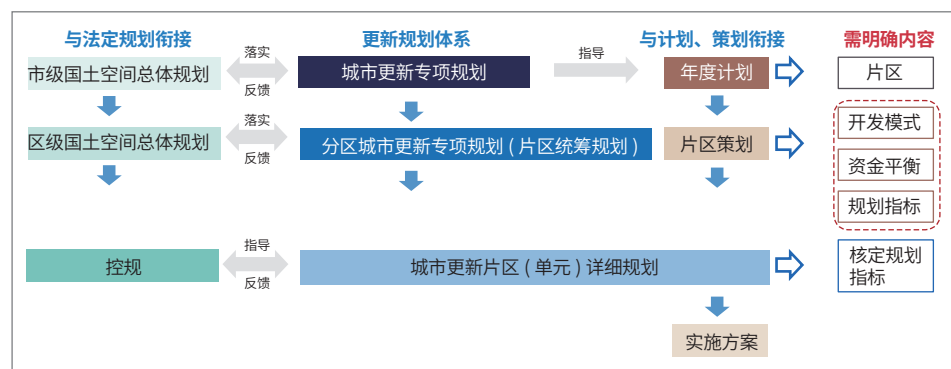 与法定规划衔接
更新规划体系
与计划、策划衔接
需明确内容
市级国土空间总体规划
落实
反馈
城市更新专项规划
指导
年度计划
片区
区级国土空间总体规划
落实
反馈
分区城市更新专项规划(片区统筹规划)
片区策划
开发模式
资金平衡
规划指标
控规
指导
反馈
城市更新片区(单元)详细规划
核定规划
指标
实施方案